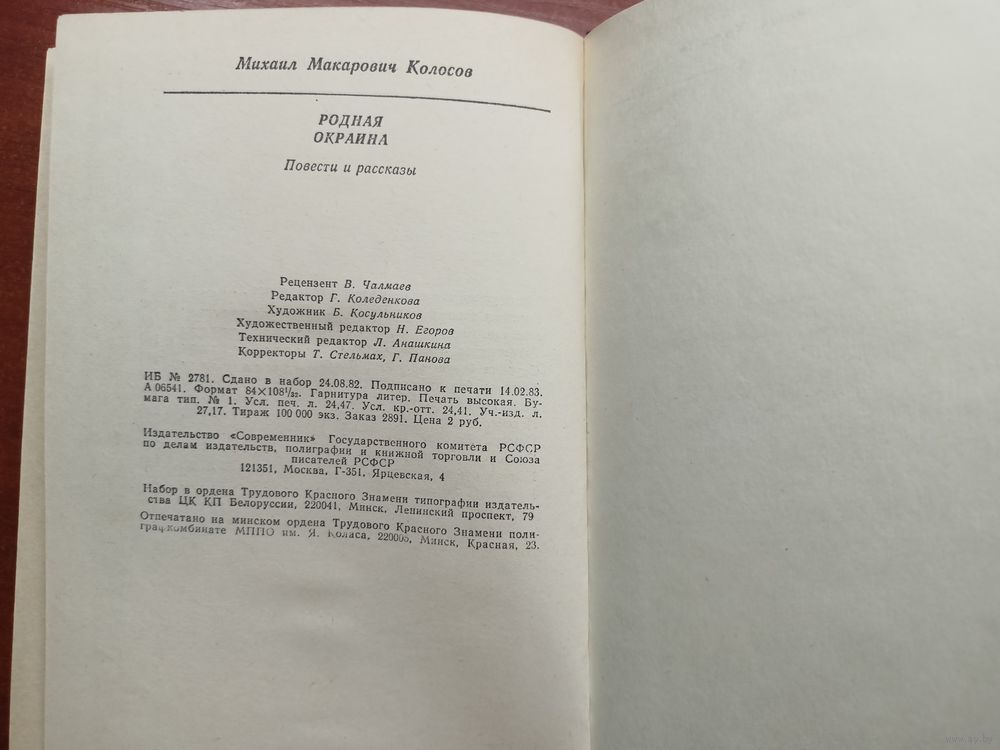 Михаил Макарович Колосов
РОДНАЯ
ОКРАИНА
Повести и рассказы
Рецензент В. Чалмаев
Редактор Г. Коледенкова
Художник Б. Косульников
Художественный редактор Н. Егоров
Технический редактор Л. Анашкина
Корректоры Т. Стельмах, Г. Панова
ИБ № 2781. Сдано в набор 24.08.82. Подписано к печати 14.02.83.
А 06541. Формат 84×108¹/₃₂. Гарнитура литер. Печать высокая. Бу-
мага тип. № 1. Усл. печ. л. 24,47. Усл. кр.-отт. 24,41. Уч.-изд. л.
27,17. Тираж 100 000 экз. Заказ 2891. Цена 2 руб.
Издательство «Современник» Государственного комитета РСФСР
по делам издательств, полиграфии и книжной торговли и Союза
писателей РСФСР
121351, Москва, Г-351, Ярцевская, 4
Набор в ордена Трудового Красного Знамени типографии издатель-
ства ЦК КП Белоруссии, 220041, Минск, Ленинский проспект, 79
Отпечатано на минском ордена Трудового Красного Знамени поли-
графкомбинате МППО им. Я. Коласа, 220005, Минск, Красная, 23.
www.ay.by